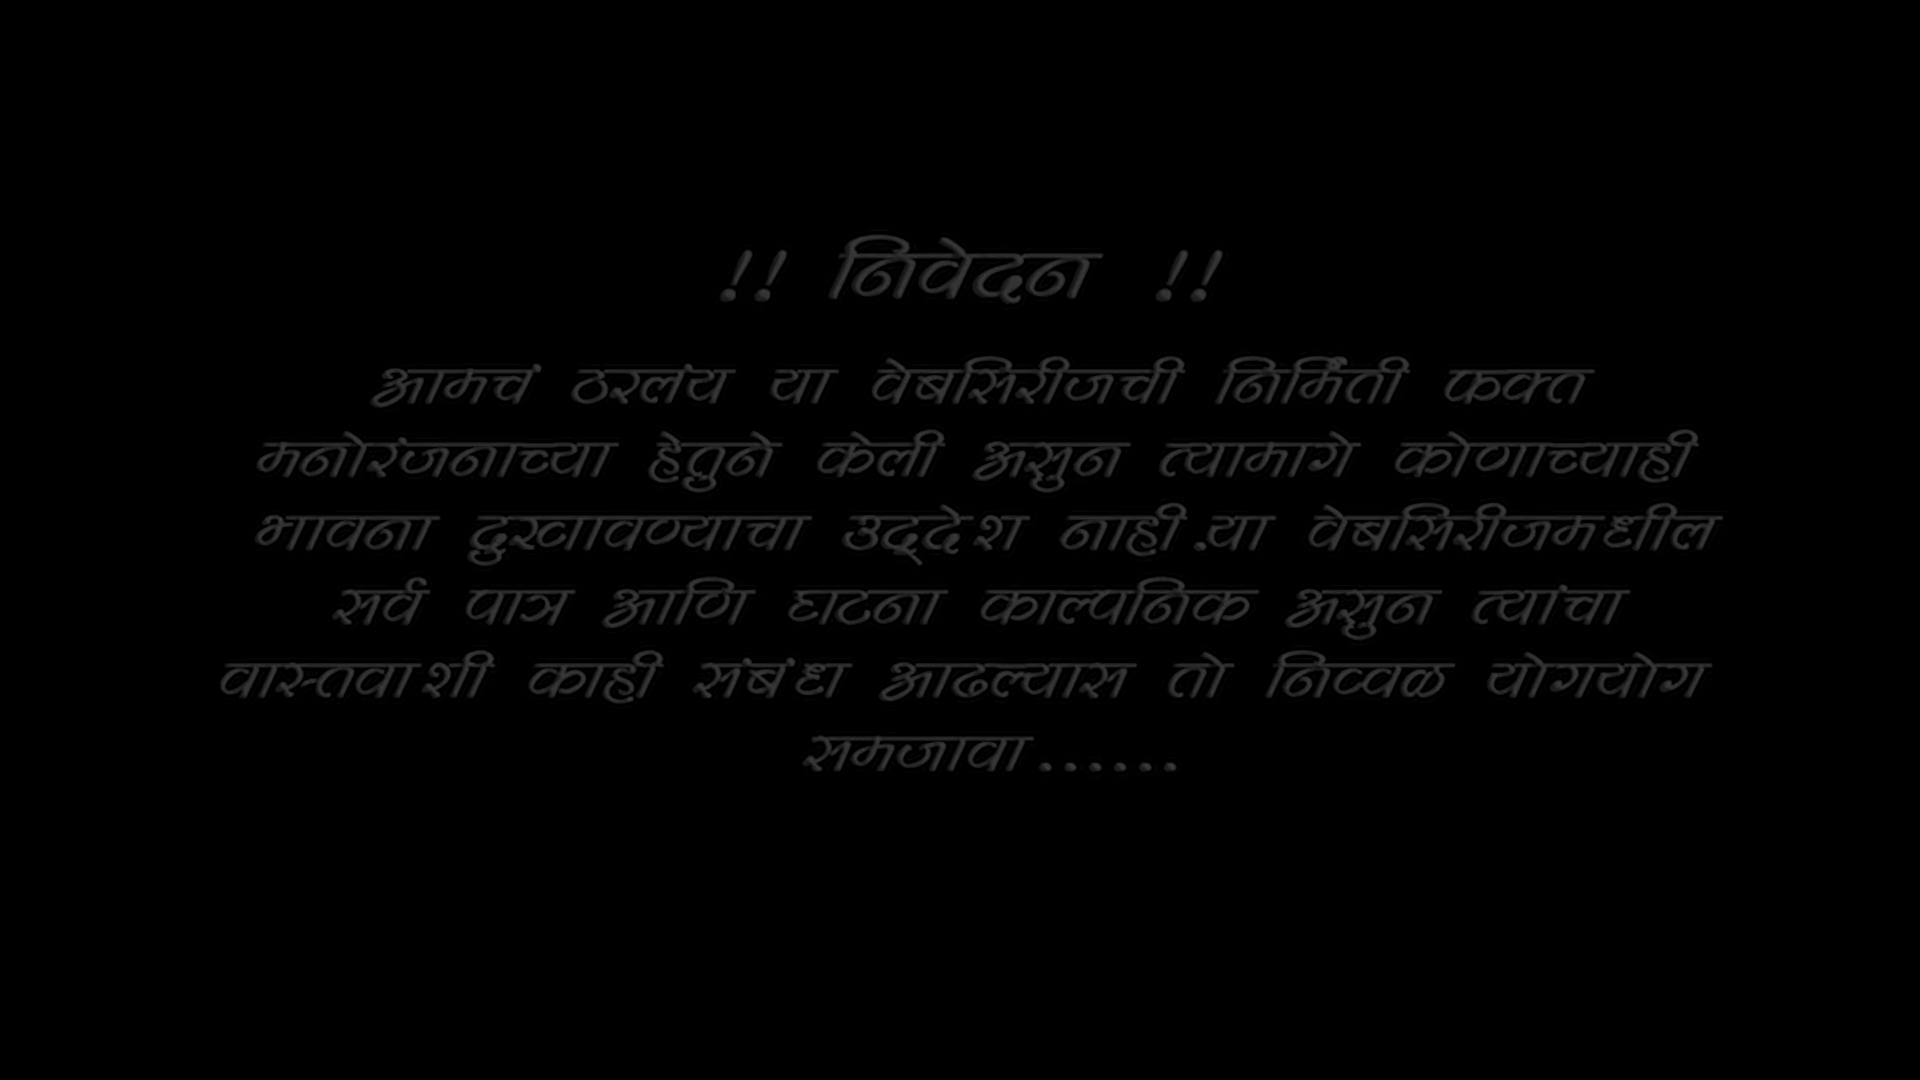 !! निवेदन !!
आमचं ठरलंय या वेबसिरीजची निर्मिती फक्त
मनोरंजनाच्या हेतुने केली असुन त्यामागे कोणाच्याही
भावना दुखावण्याचा उद्देश नाही.या वेबसिरीजमधील
सर्व पात्र आणि घटना काल्पनिक असुन त्यांचा
वास्तवाशी काही संबंध आढल्यास तो निव्वळ योगयोग
समजावा......